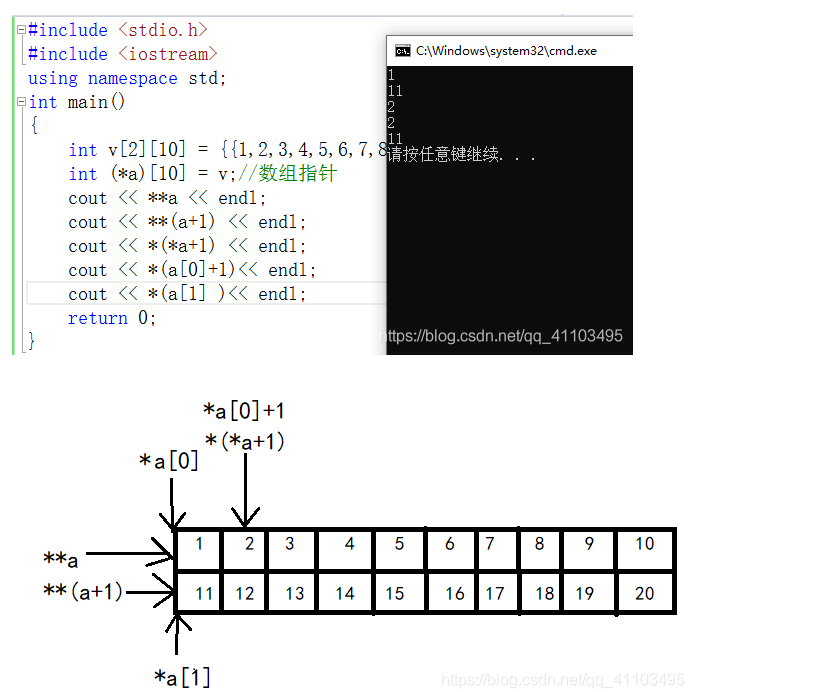 #include <stdio.h>
#include <iostream>
using namespace std;
int main()
{
int v[2][10] = {{1,2,3,4,5,6,7,8
int (*a)[10] = v;//数组指针
cout << **a << endl;
cout << **(a+1) << endl;
cout << *(*a+1) << endl;
cout << *(a[0]+1)<< endl;
cout << *(a[1] )<< endl;
return 0;
}
C:\Windows\system32\cmd.exe
1
11
2
2
11
请按任意键继续. . .
https://blog.csdn.net/qq_41103495
*a[0]+1
*(*a+1)
*a[0]
**a
1 2 3 4 5 6 7 8 9 10
**(a+1)
11 12 13 14 15 16 17 18 19 20
*a[1]
https://blog.csdn.net/qq_41103495